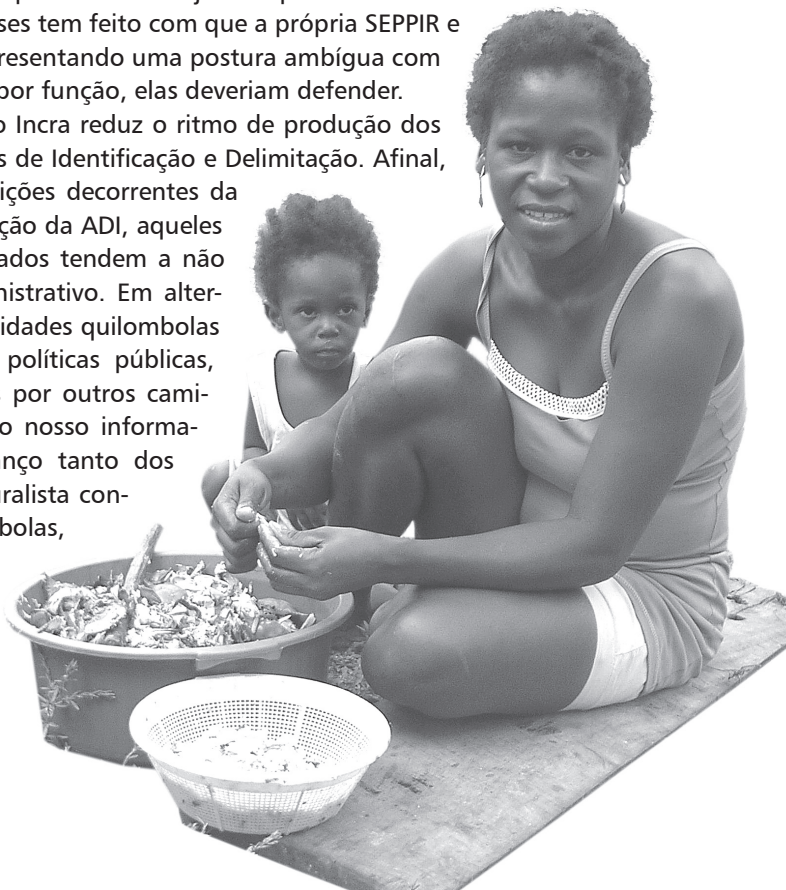 ses tem feito com que a própria SEPPIR e
resentando uma postura ambígua com
por função, elas deveriam defender.
o Incra reduz o ritmo de produção dos
s de Identificação e Delimitação. Afinal,
ições decorrentes da
ção da ADI, aqueles
ados tendem a não
nistrativo. Em alter-
idades quilombolas
políticas públicas,
s por outros cami-
o nosso informa-
anço tanto dos
uralista con-
bolas,